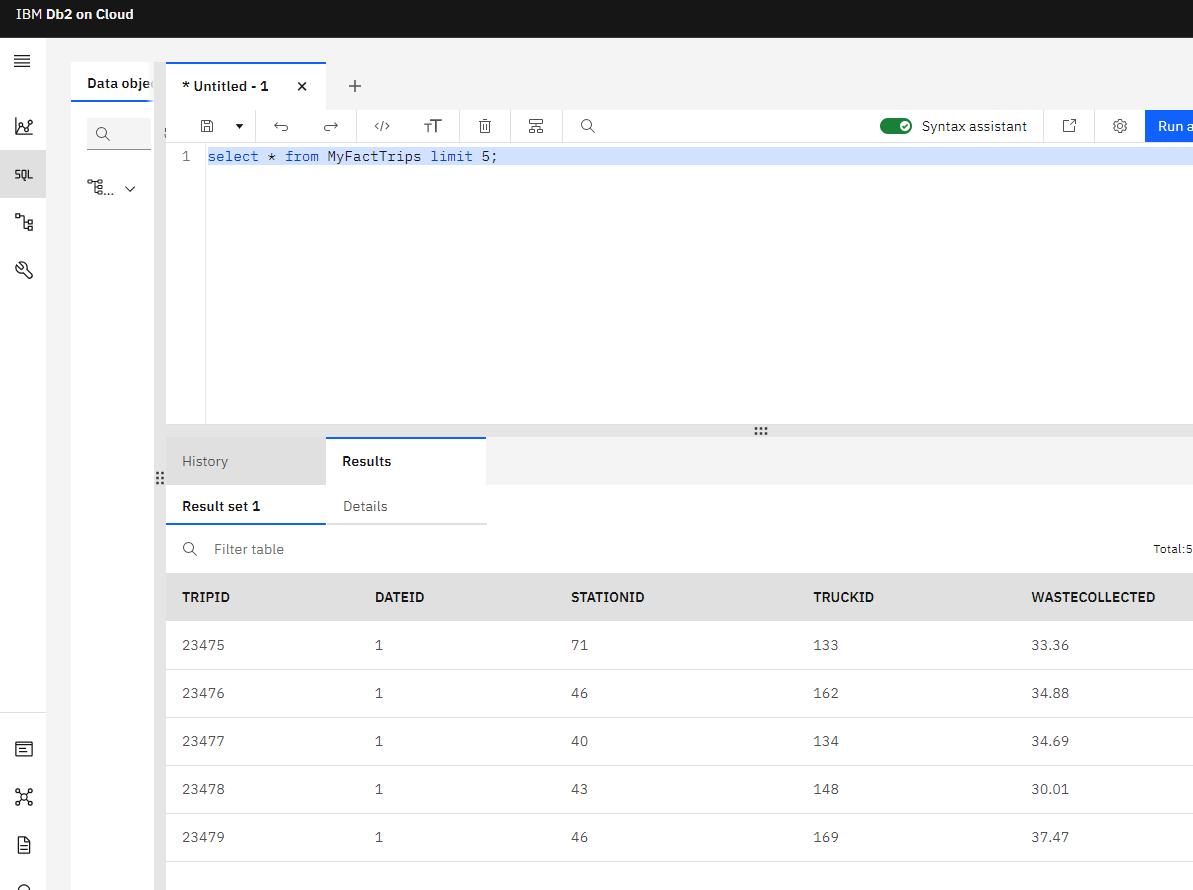 IBM Db2 on Cloud
Data obje
* Untitled - 1
SQL
Syntax assistant
Run a
1 select * from MyFactTrips limit 5;
...
History Results
Result set 1 Details
Filter table
Total:5
TRIPID DATEID STATIONID TRUCKID WASTECOLLECTED
23475 1 71 133 33.36
23476 1 46 162 34.88
23477 1 40 134 34.69
23478 1 43 148 30.01
23479 1 46 169 37.47